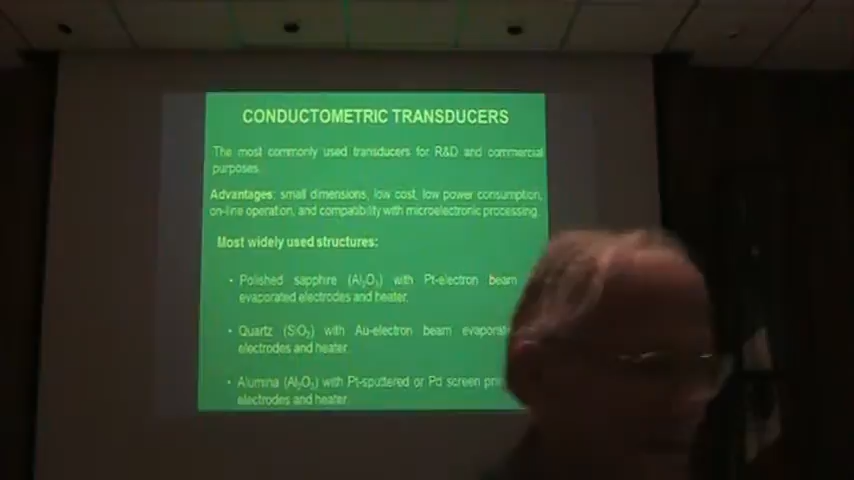 CONDUCTOMETRIC TRANSDUCERS
The most commonly used transducers for R&D and commercial
purposes.
Advantages: small dimensions, low cost, low power consumption,
on-line operation, and compatibility with microelectronic processing.
Most widely used structures:
• Polished sapphire (Al₂O₃) with Pt-electron beam
evaporated electrodes and heater.
• Quartz (SiO₂) with Au-electron beam
electrodes and heater.
• Alumina (Al₂O₃) with Pt-sputtered or Pd screen
electrodes and heater.